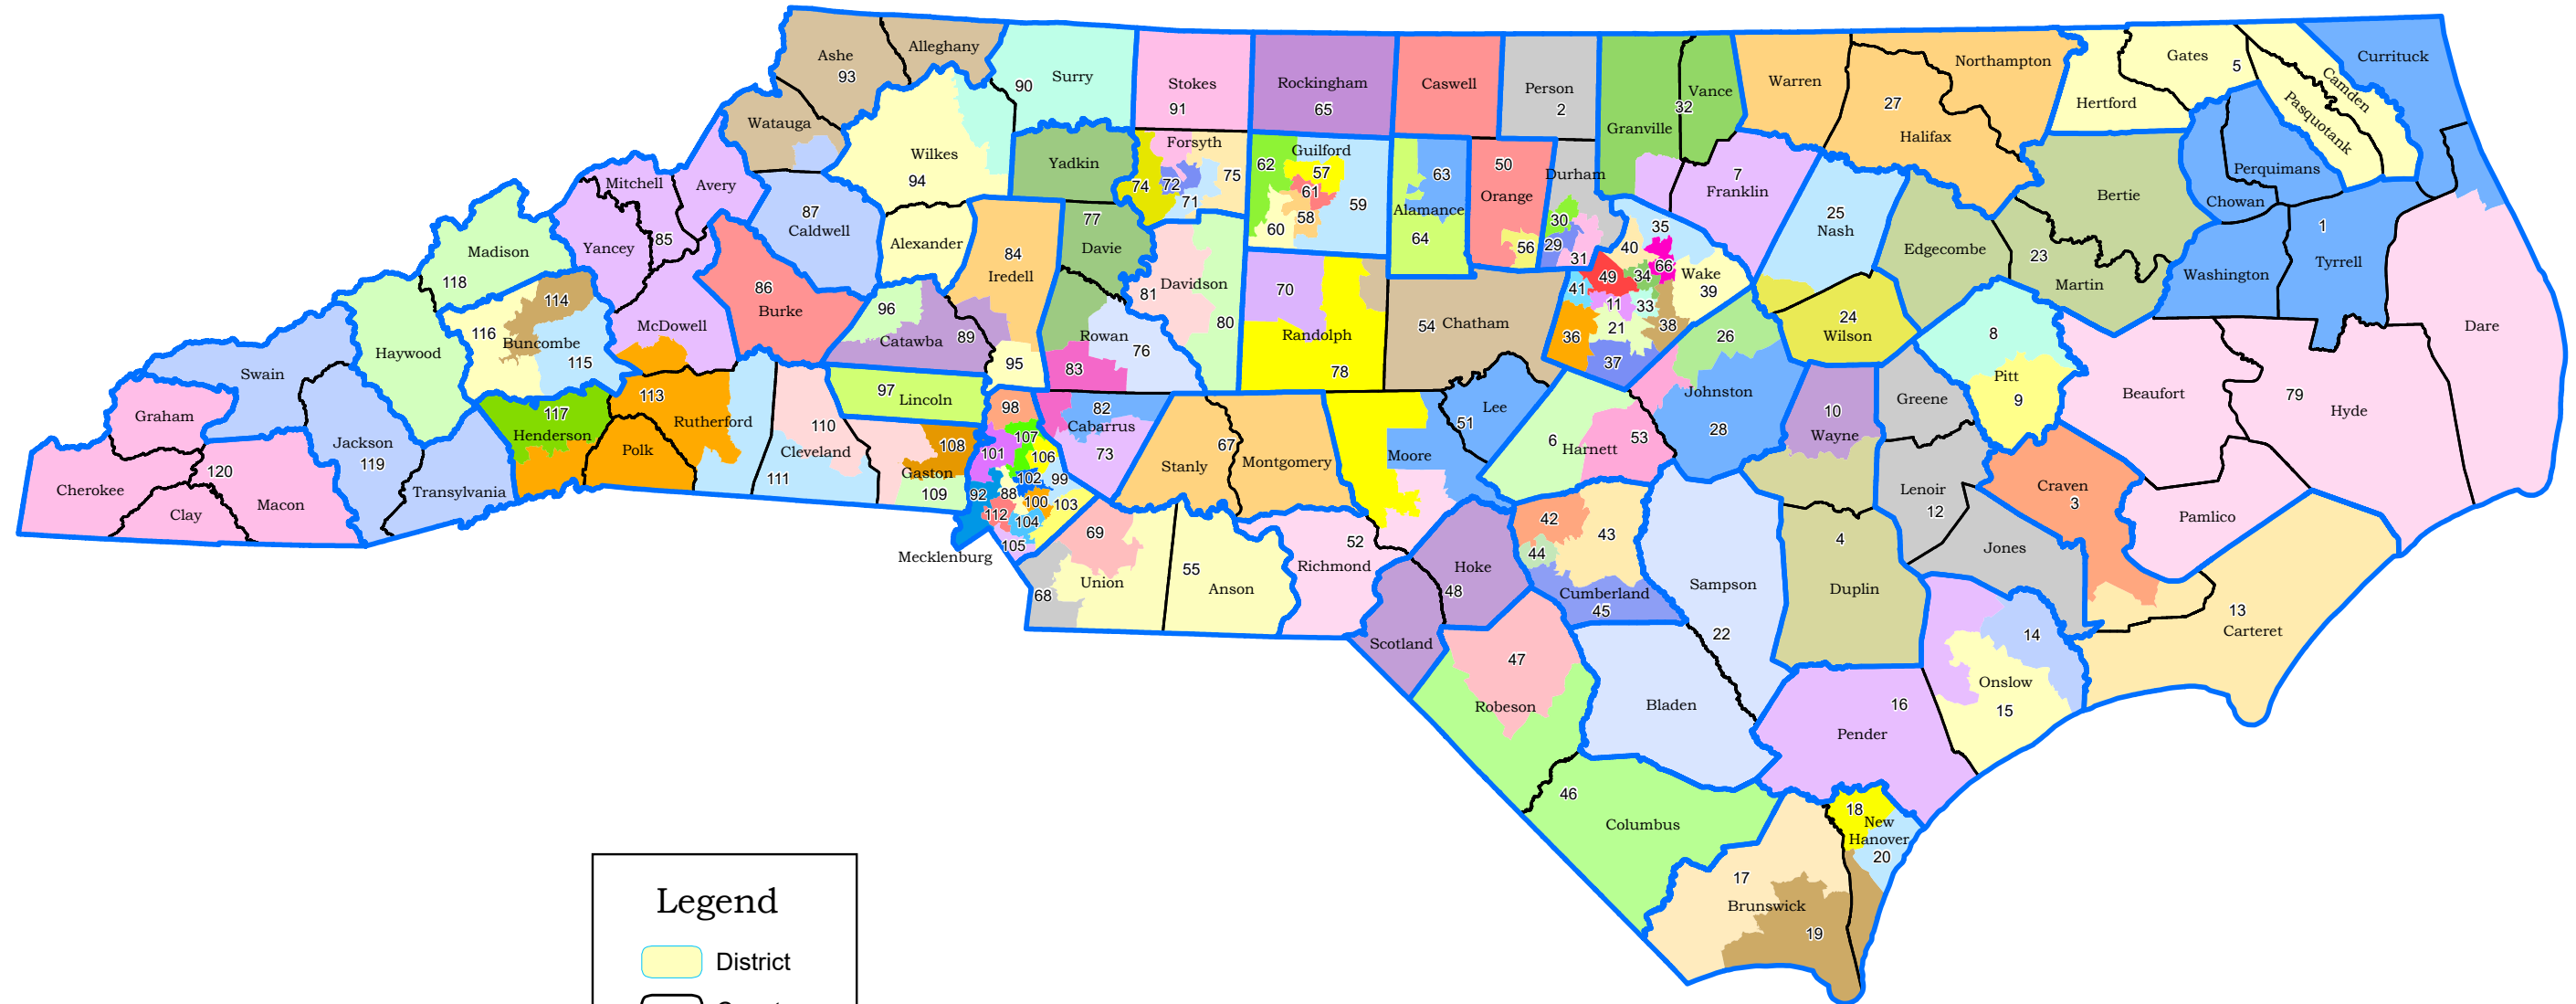 Ashe
93
Alleghany
90
Surry
Stokes
91
Rockingham
65
Caswell
Person
2
Granville
32
Vance
Warren
27
Halifax
Northampton
Hertford
Gates
5
Camden
Pasquotank
Currituck
Perquimans
Chowan
Watauga
Wilkes
94
Yadkin
Forsyth
74
72
71
75
62
Guilford
57
61
58
60
59
63
Alamance
64
50
Orange
56
Durham
30
29
31
7
Franklin
25
Nash
Edgecombe
Bertie
23
Martin
Washington
1
Tyrrell
Dare
Mitchell
Avery
Yancey
85
87
Caldwell
Alexander
84
Iredell
77
Davie
81
Davidson
80
70
Randolph
78
54
Chatham
35
40
66
Wake
39
49
34
41
11
33
36
21
38
37
26
24
Wilson
8
Pitt
9
Beaufort
79
Hyde
Madison
118
114
116
Buncombe
115
McDowell
86
Burke
96
Catawba
89
95
Rowan
76
83
Haywood
Swain
Graham
Jackson
119
Cherokee
120
Clay
Macon
Transylvania
117
Henderson
113
Rutherford
Polk
110
Cleveland
111
97
Lincoln
108
Gaston
109
98
107
101
106
102
99
92
88
100
103
112
104
105
Mecklenburg
82
Cabarrus
73
Stanly
67
Montgomery
Moore
51
Lee
6
Harnett
53
Johnston
28
10
Wayne
Greene
Lenoir
12
Jones
Craven
3
Pamlico
69
Union
68
55
Anson
52
Richmond
Hoke
48
Scotland
42
43
44
Cumberland
45
Sampson
22
4
Duplin
13
Carteret
14
Onslow
15
47
Robeson
Bladen
16
Pender
46
Columbus
18
New
Hanover
20
17
Brunswick
19
Legend
District